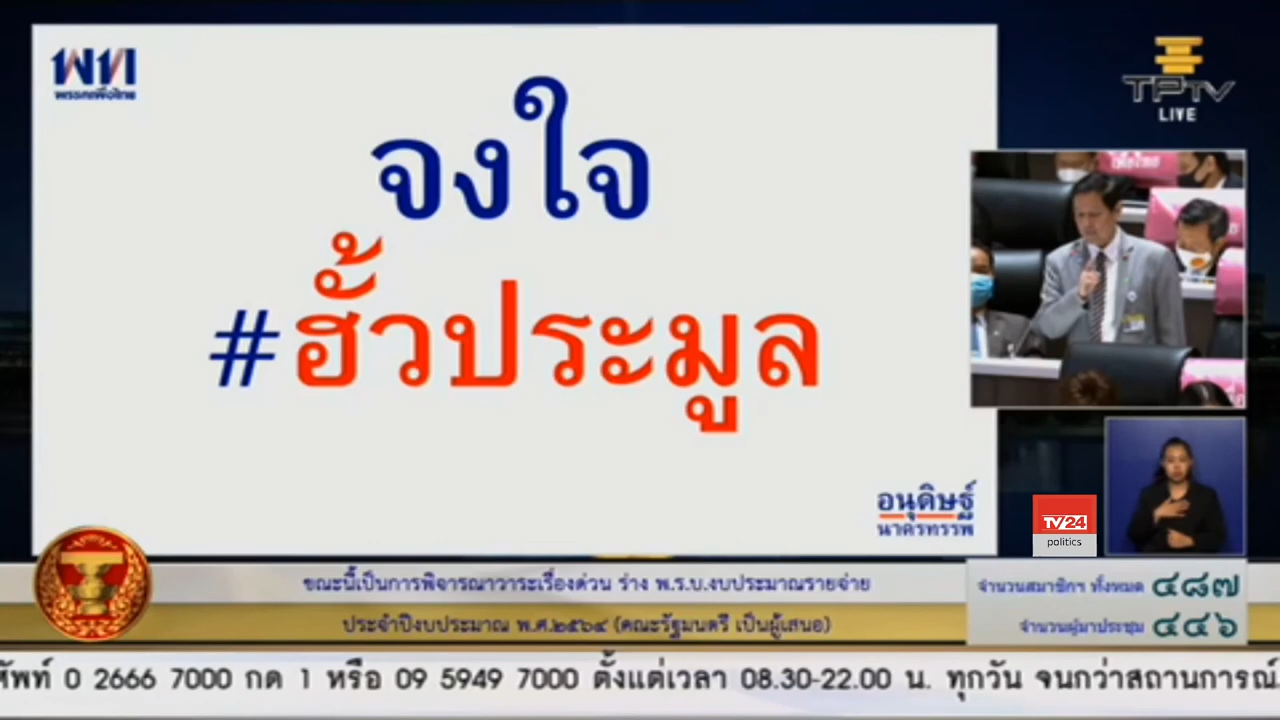 พท
พรรคเพื่อไทย
จงใจ
#ฮั้วประมูล
อนุดิษฐ์
นาครทรรพ
TPTV
LIVE
เพื่อไทย
TV24
politics
ขณะนี้เป็นการพิจารณาวาระเรื่องด่วน ร่าง พ.ร.บ.งบประมาณรายจ่าย
ประจำปีงบประมาณ พ.ศ.๒๕๖๔ (คณะรัฐมนตรี เป็นผู้เสนอ)
จำนวนสมาชิกฯ ทั้งหมด ๔๘๗
จำนวนผู้มาประชุม ๔๔๖
ศัพท์ 0 2666 7000 กด 1 หรือ 09 5949 7000 ตั้งแต่เวลา 08.30-22.00 น. ทุกวัน จนกว่าสถานการณ์